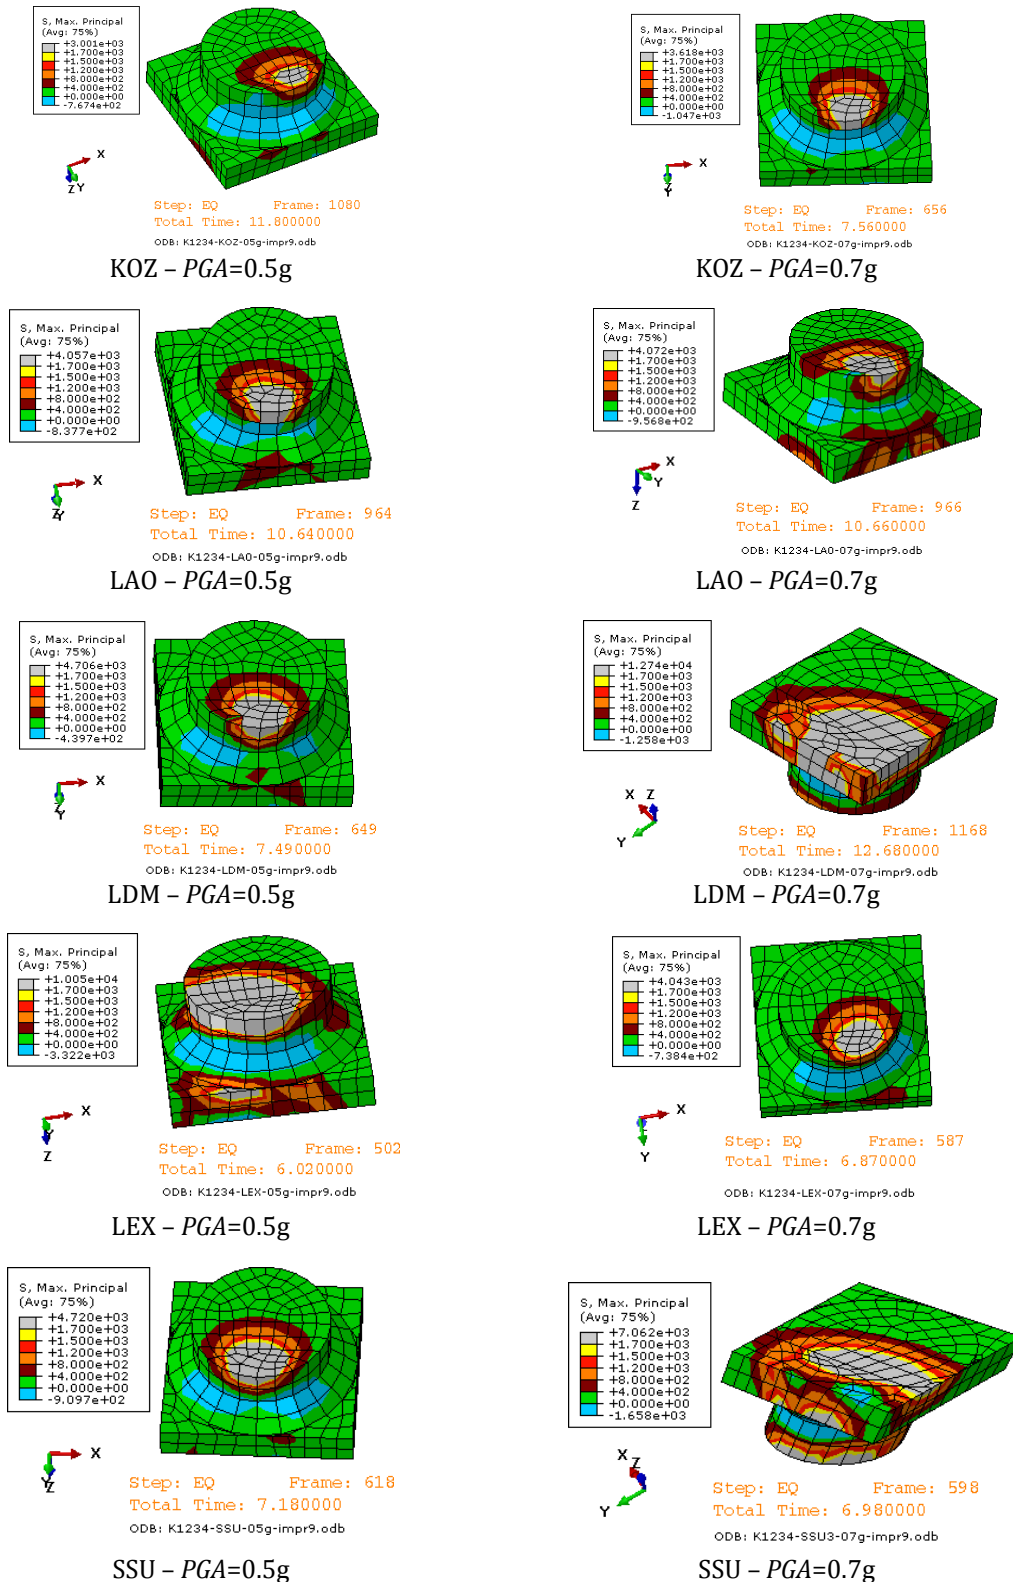 S, Max. Principal
(Avg: 75%)
+3.001e+03
+1.700e+03
+1.500e+03
+1.200e+03
+8.000e+02
+4.000e+02
+0.000e+00
-7.674e+02
X
Z Y
Step: EQ Frame: 1080
Total Time: 11.800000
ODB: K1234-KOZ-05g-impr9.odb
KOZ – PGA=0.5g
S, Max. Principal
(Avg: 75%)
+3.618e+03
+1.700e+03
+1.500e+03
+1.200e+03
+8.000e+02
+4.000e+02
+0.000e+00
-1.047e+03
X
Z
Y
Step: EQ Frame: 656
Total Time: 7.560000
ODB: K1234-KOZ-07g-impr9.odb
KOZ – PGA=0.7g
S, Max. Principal
(Avg: 75%)
+4.057e+03
+1.700e+03
+1.500e+03
+1.200e+03
+8.000e+02
+4.000e+02
+0.000e+00
-8.377e+02
X
Z
Y
Step: EQ Frame: 964
Total Time: 10.640000
ODB: K1234-LA0-05g-impr9.odb
LAO – PGA=0.5g
S, Max. Principal
(Avg: 75%)
+4.072e+03
+1.700e+03
+1.500e+03
+1.200e+03
+8.000e+02
+4.000e+02
+0.000e+00
-9.568e+02
X
Y
Z
Step: EQ Frame: 966
Total Time: 10.660000
ODB: K1234-LA0-07g-impr9.odb
LAO – PGA=0.7g
S, Max. Principal
(Avg: 75%)
+4.706e+03
+1.700e+03
+1.500e+03
+1.200e+03
+8.000e+02
+4.000e+02
+0.000e+00
-4.397e+02
X
Z
Y
Step: EQ Frame: 649
Total Time: 7.490000
ODB: K1234-LDM-05g-impr9.odb
LDM – PGA=0.5g
S, Max. Principal
(Avg: 75%)
+1.274e+04
+1.700e+03
+1.500e+03
+1.200e+03
+8.000e+02
+4.000e+02
+0.000e+00
-1.258e+03
X Z
Y
Step: EQ Frame: 1168
Total Time: 12.680000
ODB: K1234-LDM-07g-impr9.odb
LDM – PGA=0.7g
S, Max. Principal
(Avg: 75%)
+1.005e+04
+1.700e+03
+1.500e+03
+1.200e+03
+8.000e+02
+4.000e+02
+0.000e+00
-3.322e+03
X
Y
Z
Step: EQ Frame: 502
Total Time: 6.020000
ODB: K1234-LEX-05g-impr9.odb
LEX – PGA=0.5g
S, Max. Principal
(Avg: 75%)
+4.043e+03
+1.700e+03
+1.500e+03
+1.200e+03
+8.000e+02
+4.000e+02
+0.000e+00
-7.384e+02
X
Y
Step: EQ Frame: 587
Total Time: 6.870000
ODB: K1234-LEX-07g-impr9.odb
LEX – PGA=0.7g
S, Max. Principal
(Avg: 75%)
+4.720e+03
+1.700e+03
+1.500e+03
+1.200e+03
+8.000e+02
+4.000e+02
+0.000e+00
-9.097e+02
X
Y
Z
Step: EQ Frame: 618
Total Time: 7.180000
ODB: K1234-SSU-05g-impr9.odb
SSU – PGA=0.5g
S, Max. Principal
(Avg: 75%)
+7.062e+03
+1.700e+03
+1.500e+03
+1.200e+03
+8.000e+02
+4.000e+02
+0.000e+00
-1.658e+03
X Z
Y
Step: EQ Frame: 598
Total Time: 6.980000
ODB: K1234-SSU3-07g-impr9.odb
SSU – PGA=0.7g